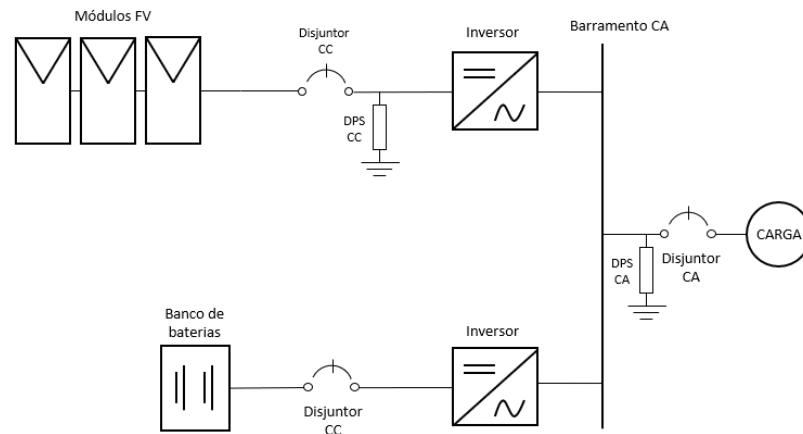 Módulos FV
Disjuntor
CC
Inversor
Barramento CA
DPS
CC
CARGA
DPS
CA
Disjuntor
CA
Banco de
baterias
Inversor
Disjuntor
CC